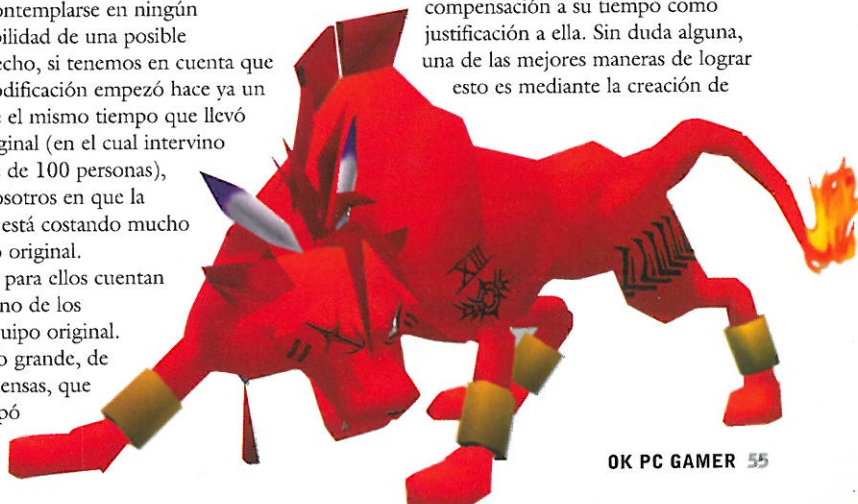 ontemplarse en ningún
ilidad de una posible
echo, si tenemos en cuenta que
odificación empezó hace ya un
e el mismo tiempo que llevó
ginal (en el cual intervino
de 100 personas),
osotros en que la
está costando mucho
o original.
para ellos cuentan
no de los
uipo original.
o grande, de
ensas, que
pó
compensación a su tiempo como
justificación a ella. Sin duda alguna,
una de las mejores maneras de lograr
esto es mediante la creación de
XIII
OK PC GAMER 55